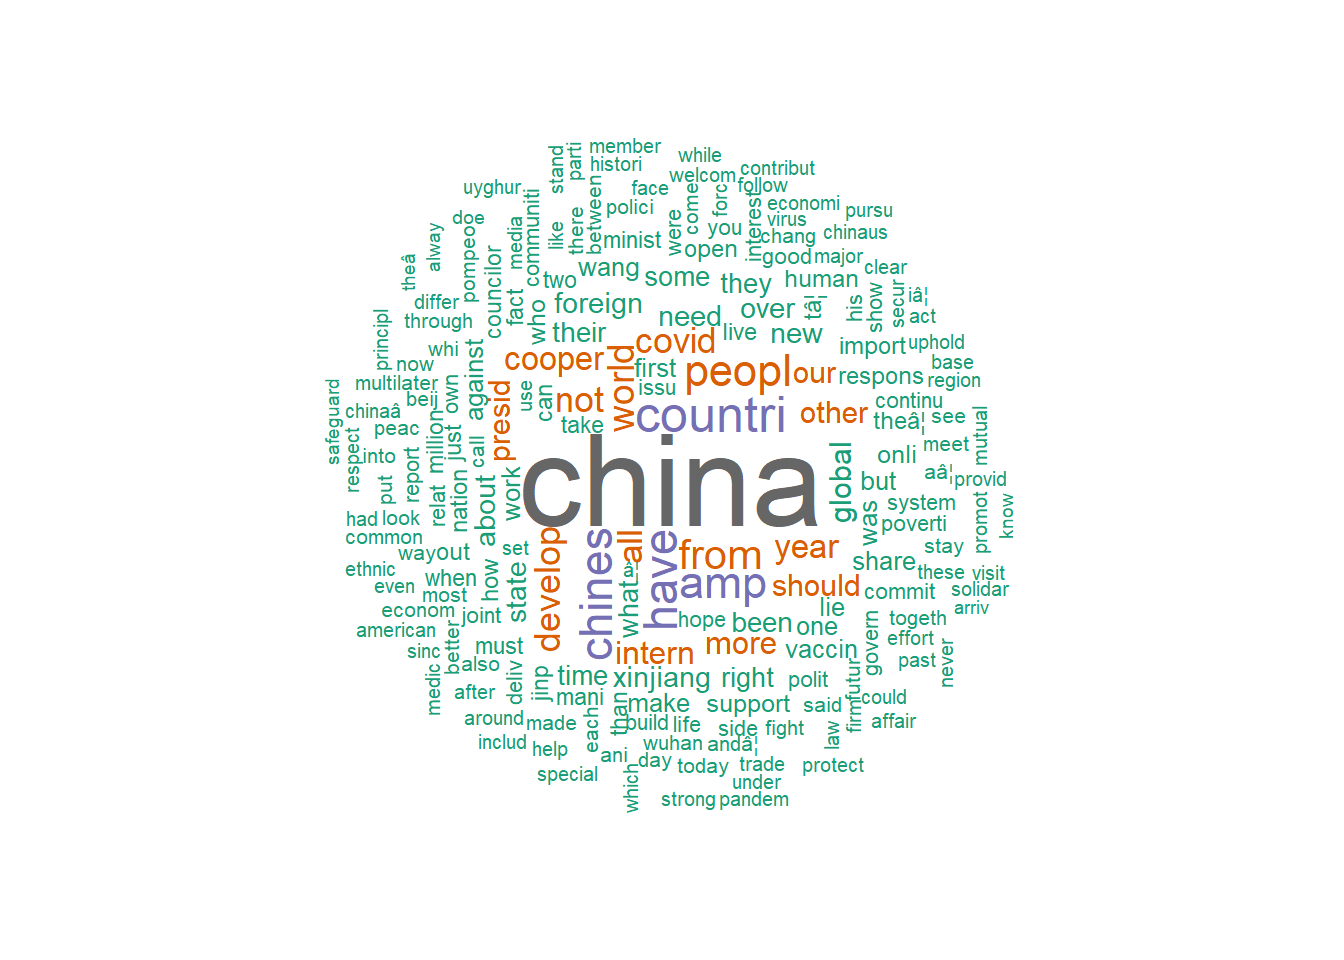 member
while
histori
parti
stand
welcom
contribut
uyghur
face
follow
forc
come
economi
polici
between
there
like
communiti
interest
virus
pursu
doe
were
you
chang
chinaus
minist
open
good
major
media
alway
pompeoe
councilor
theâ
wang
two
some
they
human
clear
differ
fact
who
foreign
need
over
tâ¦
his
show
secur
iâ¦
act
through
their
covid
live
new
import
uphold
principl
whi
now
against
cooper
world
first
peopl
our
respons
base
region
multilater
beij
own
presid
use
can
not
issu
countri
other
continu
safeguard
chinaâ
peac
million
just
take
theâ¦
see
mutual
respect
into
call
china
global
onli
meet
put
report
relat
nation
about
work
but
aâ¦
provid
had
look
system
was
poverti
promot
know
common
way
out
set
develop
chines
all
have
from
year
stay
ethnic
when
how
state
what
â¦
amp
should
share
these
visit
even
most
commit
solidar
econom
joint
lie
arriv
american
hope
been
one
togeth
sinc
better
must
intern
more
vaccin
govern
effort
past
never
also
deliv
jinp
time
xinjiang
right
polit
futur
medic
after
mani
make
support
said
could
around
made
each
than
build
life
side
fight
firm
law
affair
includ
help
ani
wuhan
andâ¦
special
which
day
today
trade
protect
under
strong
pandem